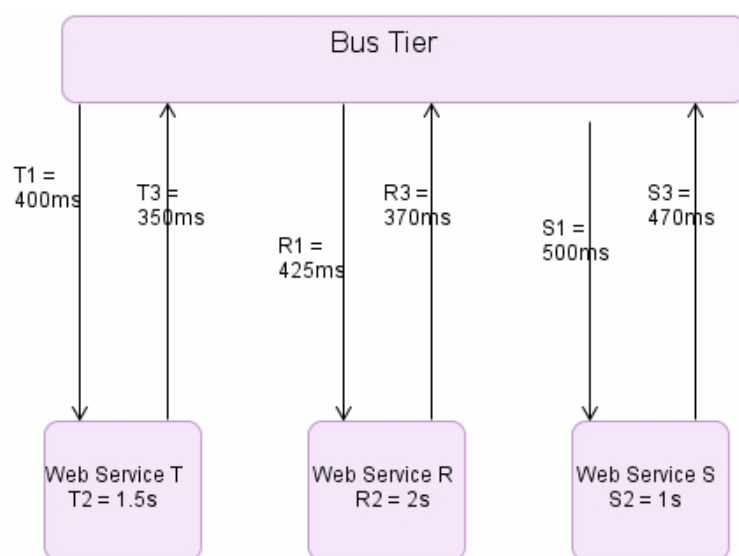 Bus Tier
T1 =
400ms
T3 =
350ms
R1 =
425ms
R3 =
370ms
S1 =
500ms
S3 =
470ms
Web Service T
T2 = 1.5s
Web Service R
R2 = 2s
Web Service S
S2 = 1s